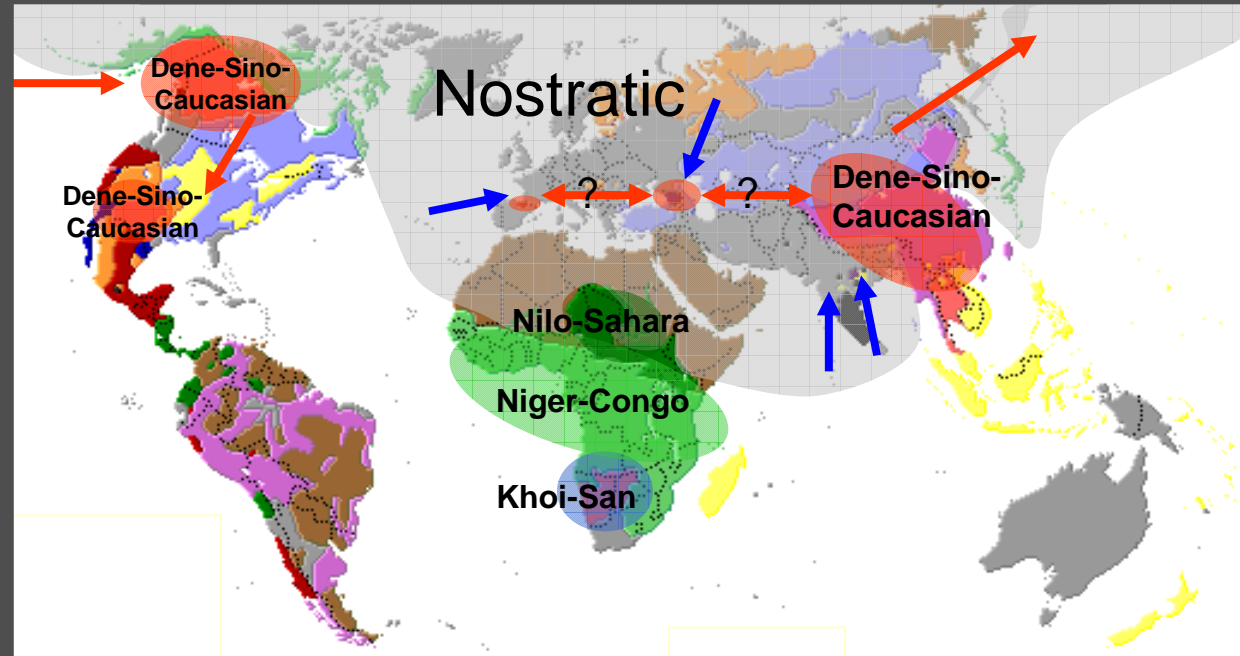 Dene-Sino-
Caucasian
Nostratic
Dene-Sino-
Caucasian
? ?
Dene-Sino-
Caucasian
Nilo-Sahara
Niger-Congo
Khoi-San